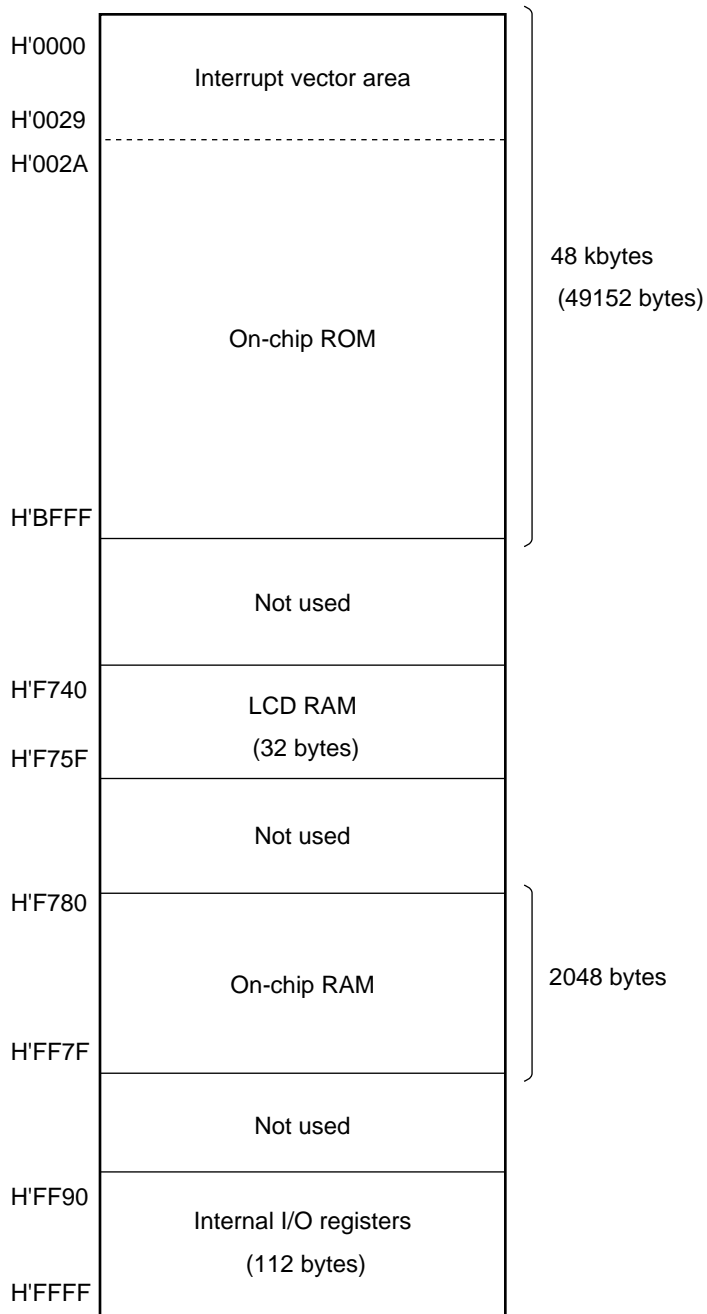 H'0000
Interrupt vector area
H'0029
H'002A
48 kbytes
(49152 bytes)
On-chip ROM
H'BFFF
Not used
H'F740
LCD RAM
(32 bytes)
H'F75F
Not used
H'F780
2048 bytes
On-chip RAM
H'FF7F
Not used
H'FF90
Internal I/O registers
(112 bytes)
H'FFFF